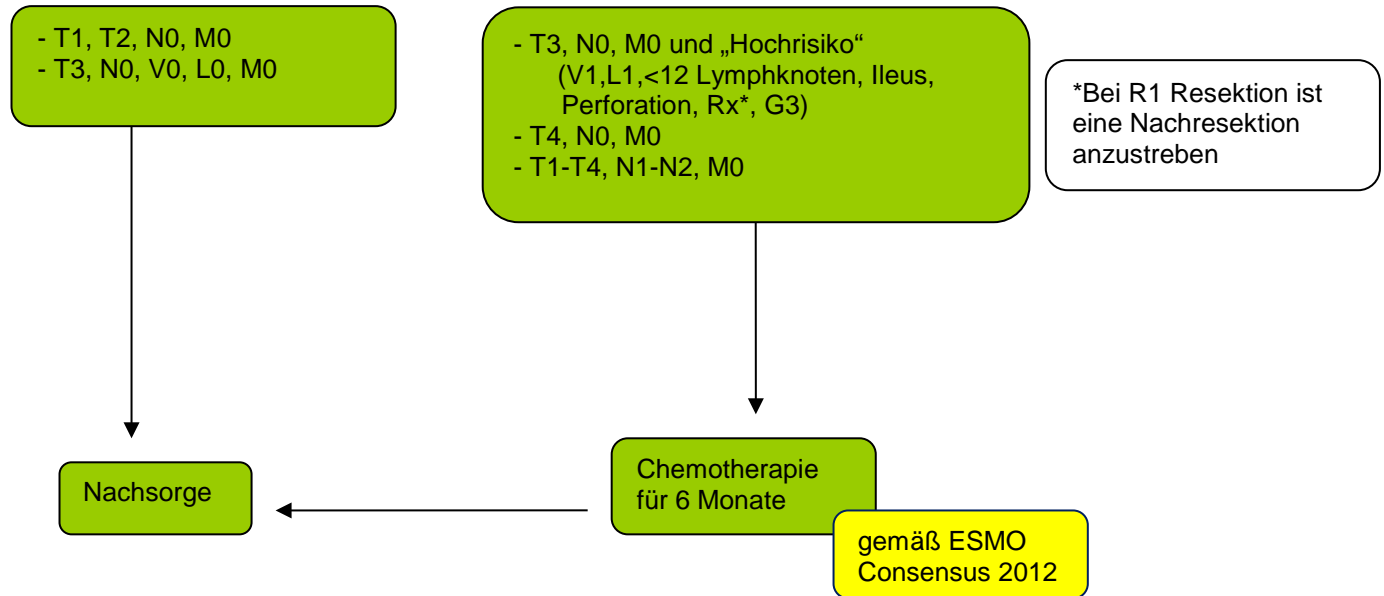 - T1, T2, N0, M0
- T3, N0, V0, L0, M0
- T3, N0, M0 und „Hochrisiko“
(V1,L1,<12 Lymphknoten, Ileus,
Perforation, Rx*, G3)
- T4, N0, M0
- T1-T4, N1-N2, M0
*Bei R1 Resektion ist
eine Nachresektion
anzustreben
Nachsorge
Chemotherapie
für 6 Monate
gemäß ESMO
Consensus 2012